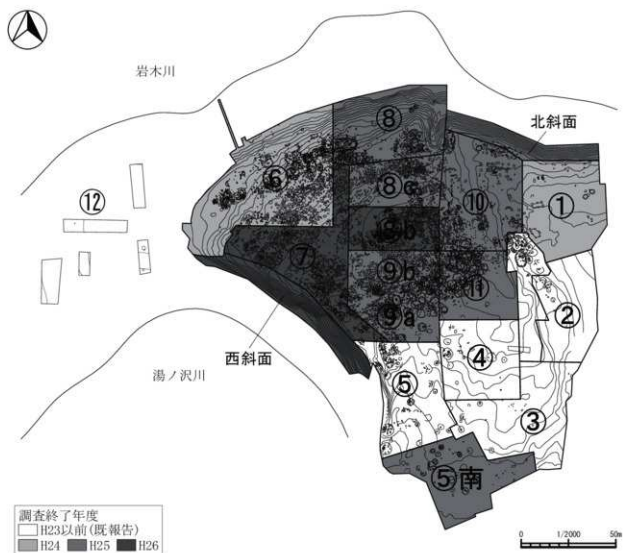 岩木川
北斜面
⑧
⑥
⑧c
⑩
①
⑫
⑧b
⑦
⑨b
⑪
②
⑨a
西斜面
④
湯ノ沢川
⑤
③
⑤南
調査終了年度
H23以前(既報告)
H24 H25 H26
0 1/2000 50m